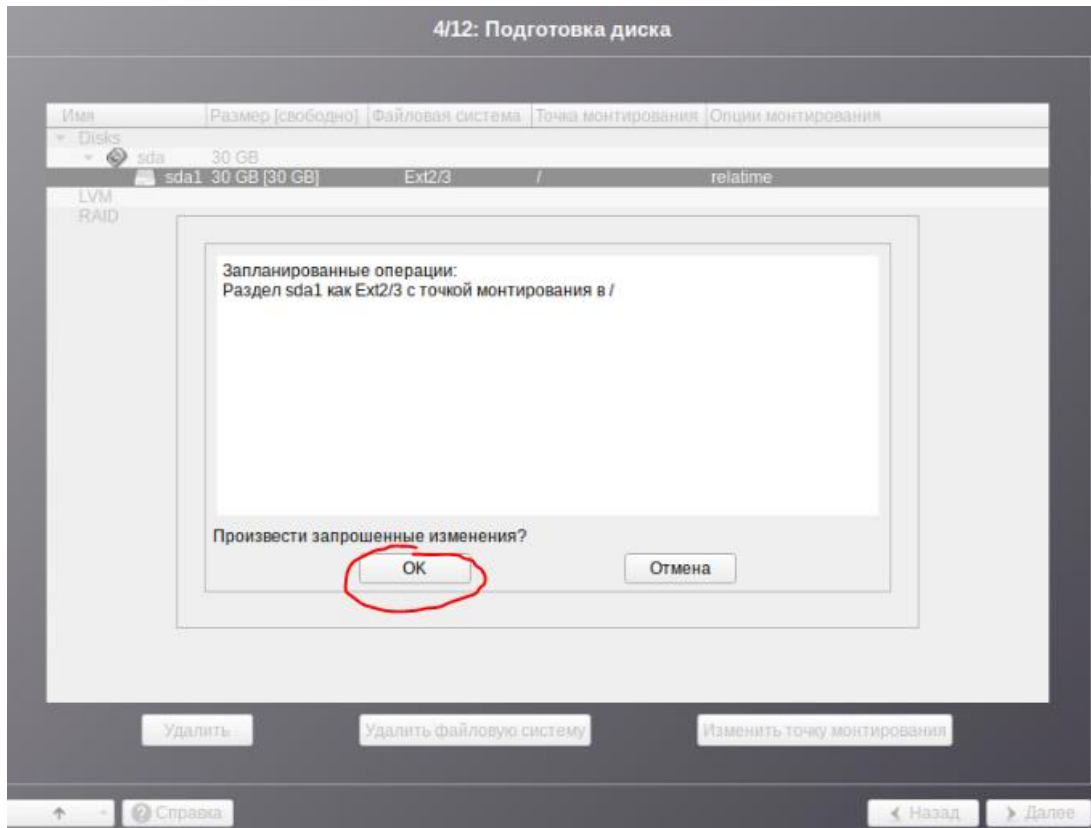 4/12: Подготовка диска
Имя Размер [свободно] Файловая система Точка монтирования Опции монтирования
Disks
sda 30 GB
sda1 30 GB [30 GB] Ext2/3 / relatime
LVM
RAID
Запланированные операции:
Раздел sda1 как Ext2/3 с точкой монтирования в /
Произвести запрошенные изменения?
OK Отмена
Удалить Удалить файловую систему Изменить точку монтирования
Справка Назад Далее